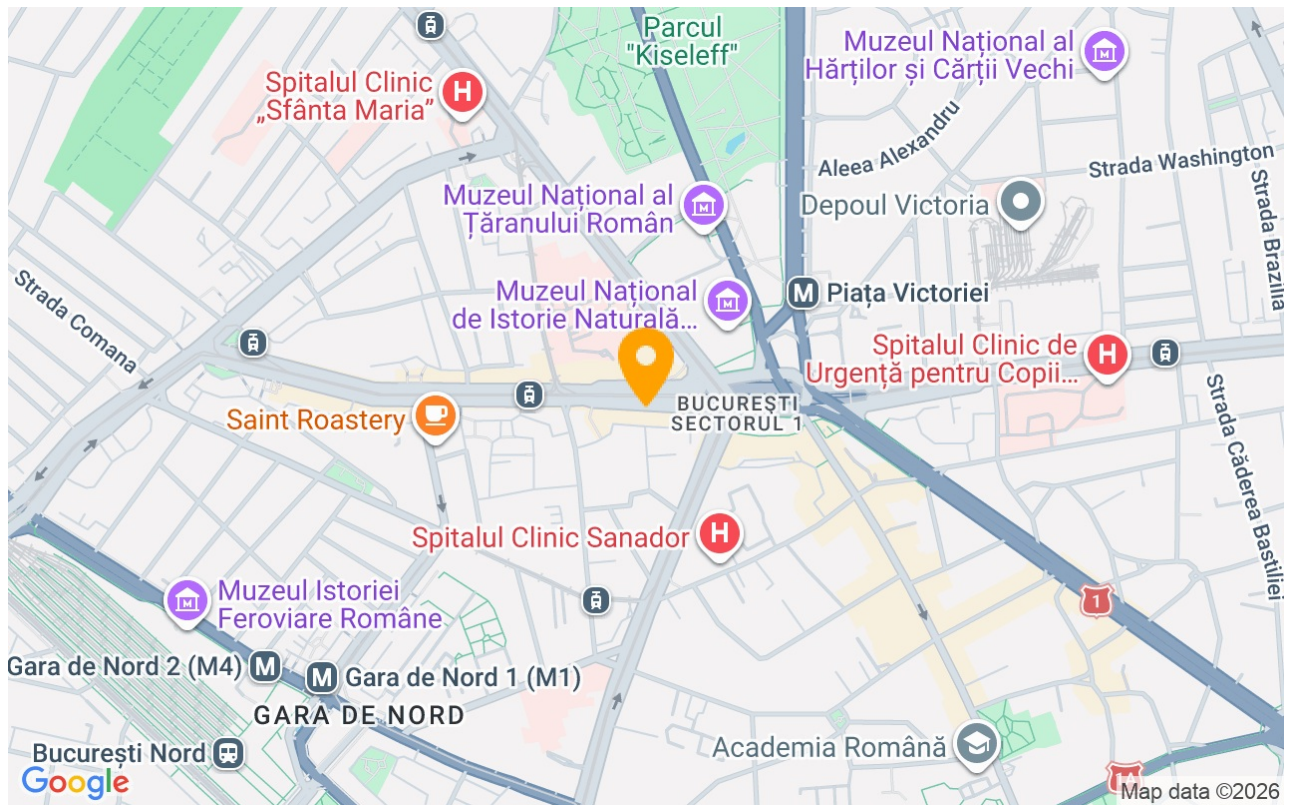 Parcul
"Kiseleff"
Muzeul Național al
Hărților și Cărții Vechi
M
Spitalul Clinic
„Sfânta Maria”
H
Aleea Alexandru
Strada Washington
Strada Brazilia
Muzeul Național al
Țăranului Român
M
Depoul Victoria
Strada Comana
Muzeul Național
de Istorie Naturală...
M
M Piața Victoriei
Spitalul Clinic de
Urgență pentru Copii...
H
Saint Roastery
BUCUREȘTI
SECTORUL 1
Strada Căderea Bastiliei
Spitalul Clinic Sanador
H
Muzeul Istoriei
Feroviare Române
M
1
Gara de Nord 2 (M4) M
M Gara de Nord 1 (M1)
GARA DE NORD
București Nord
Academia Română
1A
Google
Map data ©2026